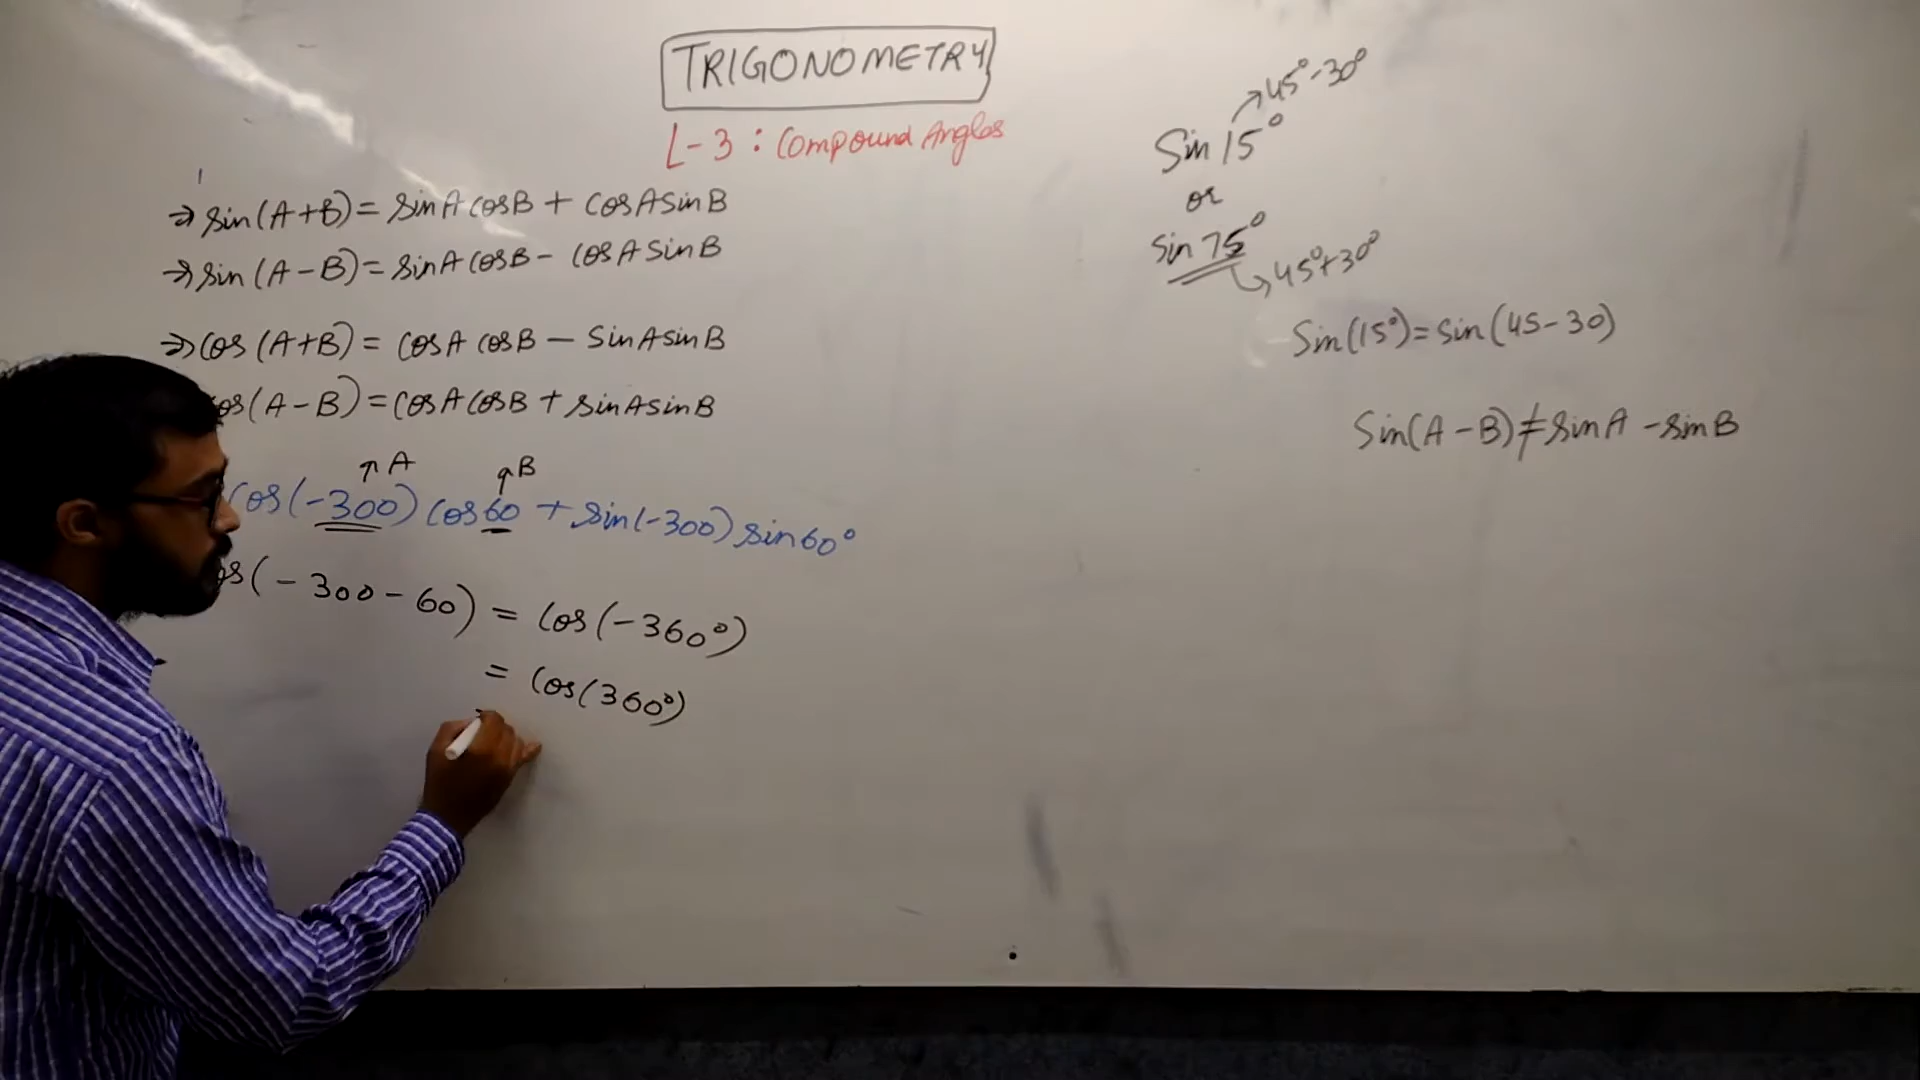 TRIGONOMETRY
L-3 : Compound Angles
→ sin(A+B)= sinA cosB + cosA sinB
→ sin(A-B)= sinA cosB - cosA sinB
→ cos(A+B)= cosA cosB - sinA sinB
os(A-B)=cosA cosB + sinA sinB
↑ A ↑ B
cos(-300) cos60 + sin(-300) sin60°
os(-300-60) = cos(-360°)
= cos(360°)
45°-30°
Sin 15°
or
sin 75°
45°+30°
Sin(15°)=sin(45-30)
Sin(A-B)≠sinA -sinB